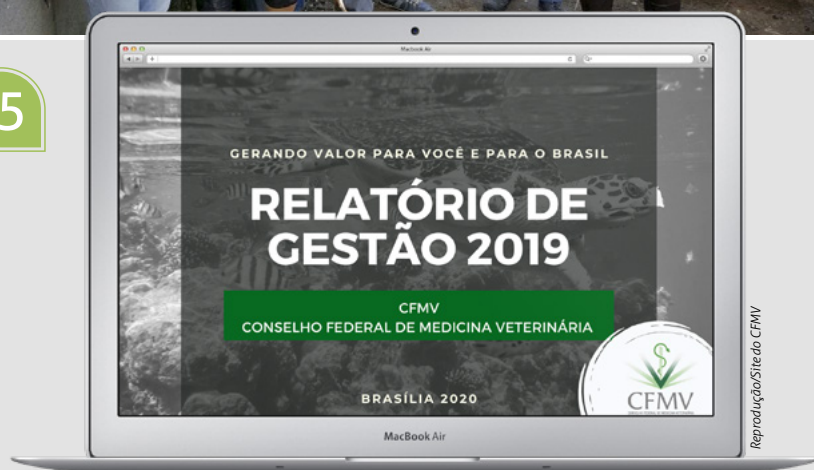 5
Macbook Air
GERANDO VALOR PARA VOCÊ E PARA O BRASIL
RELATÓRIO DE
GESTÃO 2019
CFMV
CONSELHO FEDERAL DE MEDICINA VETERINÁRIA
BRASÍLIA 2020
CFMV
MacBook Air
Reprodução/Site do CFMV